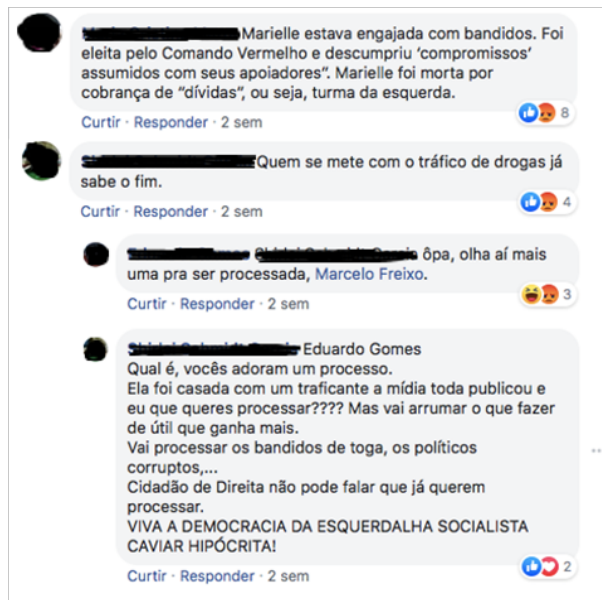 Marielle estava engajada com bandidos. Foi
eleita pelo Comando Vermelho e descumpriu ‘compromissos’
assumidos com seus apoiadores”. Marielle foi morta por
cobrança de “dívidas”, ou seja, turma da esquerda.
8
Curtir · Responder · 2 sem
Quem se mete com o tráfico de drogas já
sabe o fim.
4
Curtir · Responder · 2 sem
ôpa, olha aí mais
uma pra ser processada, Marcelo Freixo.
3
Curtir · Responder · 2 sem
Eduardo Gomes
Qual é, vocês adoram um processo.
Ela foi casada com um traficante a mídia toda publicou e
eu que queres processar???? Mas vai arrumar o que fazer
de útil que ganha mais.
Vai processar os bandidos de toga, os políticos
corruptos,...
Cidadão de Direita não pode falar que já querem
processar.
VIVA A DEMOCRACIA DA ESQUERDALHA SOCIALISTA
CAVIAR HIPÓCRITA!
2
Curtir · Responder · 2 sem